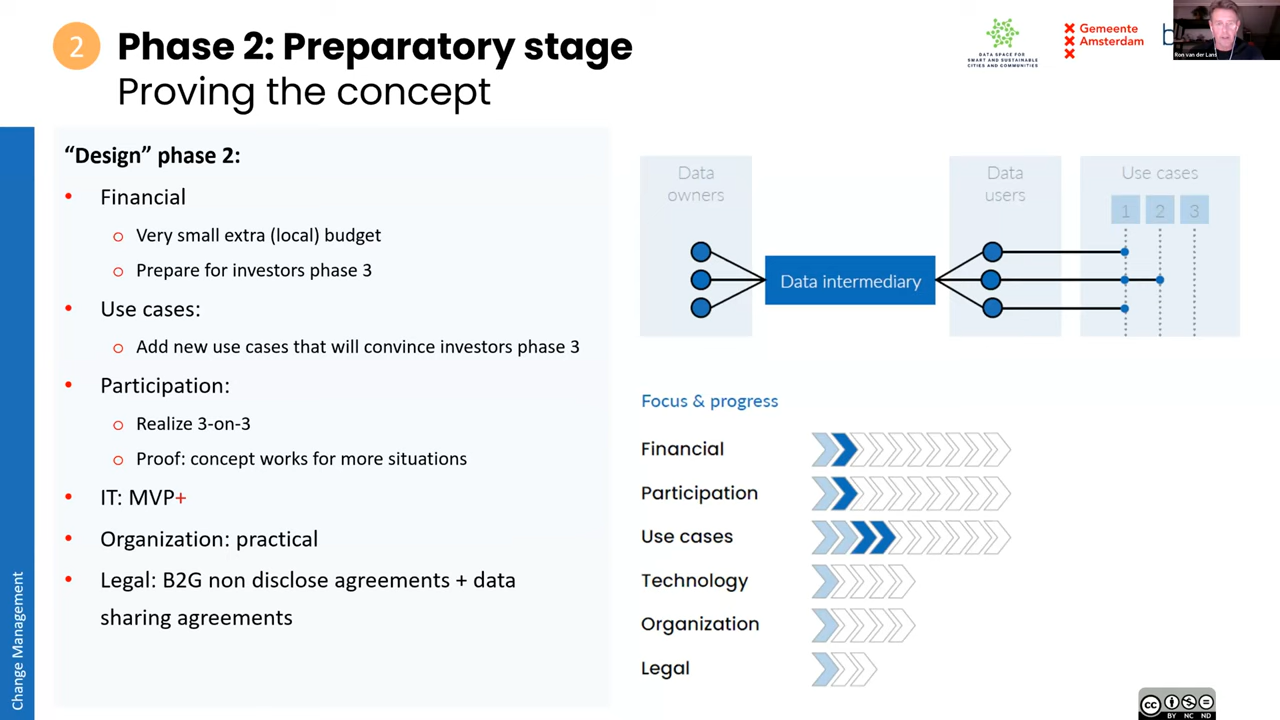 2
Phase 2: Preparatory stage
Proving the concept
DATA SPACE FOR
SMART AND SUSTAINABLE
CITIES AND COMMUNITIES
Gemeente
Amsterdam
b
Ron van der Lans
"Design" phase 2:
• Financial
o Very small extra (local) budget
o Prepare for investors phase 3
• Use cases:
o Add new use cases that will convince investors phase 3
• Participation:
o Realize 3-on-3
o Proof: concept works for more situations
• IT: MVP+
• Organization: practical
• Legal: B2G non disclose agreements + data
sharing agreements
Change Management
Data
owners
Data intermediary
Data
users
Use cases
1 2 3
Focus & progress
Financial
Participation
Use cases
Technology
Organization
Legal
cc
BY NC ND